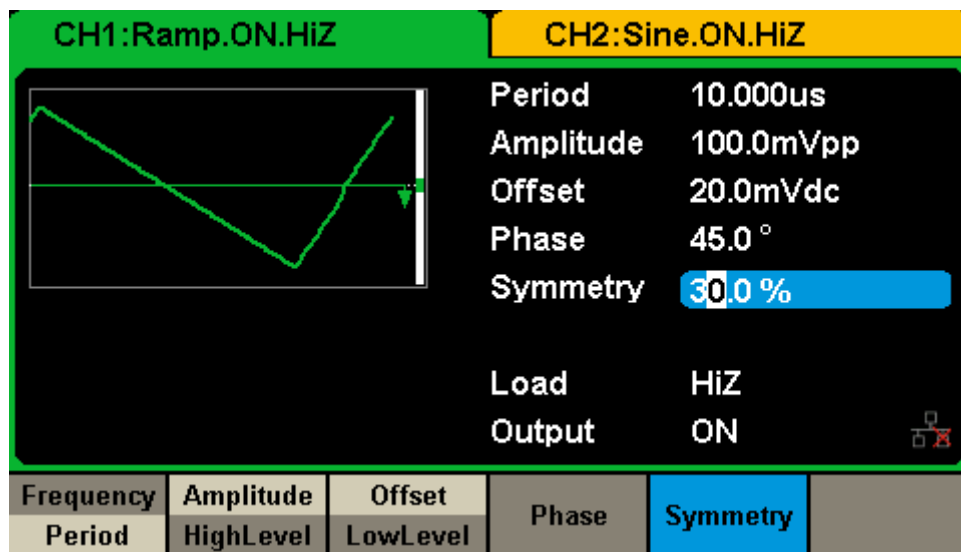 CH1:Ramp.ON.HiZ CH2:Sine.ON.HiZ
Period 10.000us
Amplitude 100.0mVpp
Offset 20.0mVdc
Phase 45.0 °
Symmetry 30.0 %
Load HiZ
Output ON
Frequency Amplitude Offset Phase Symmetry
Period HighLevel LowLevel